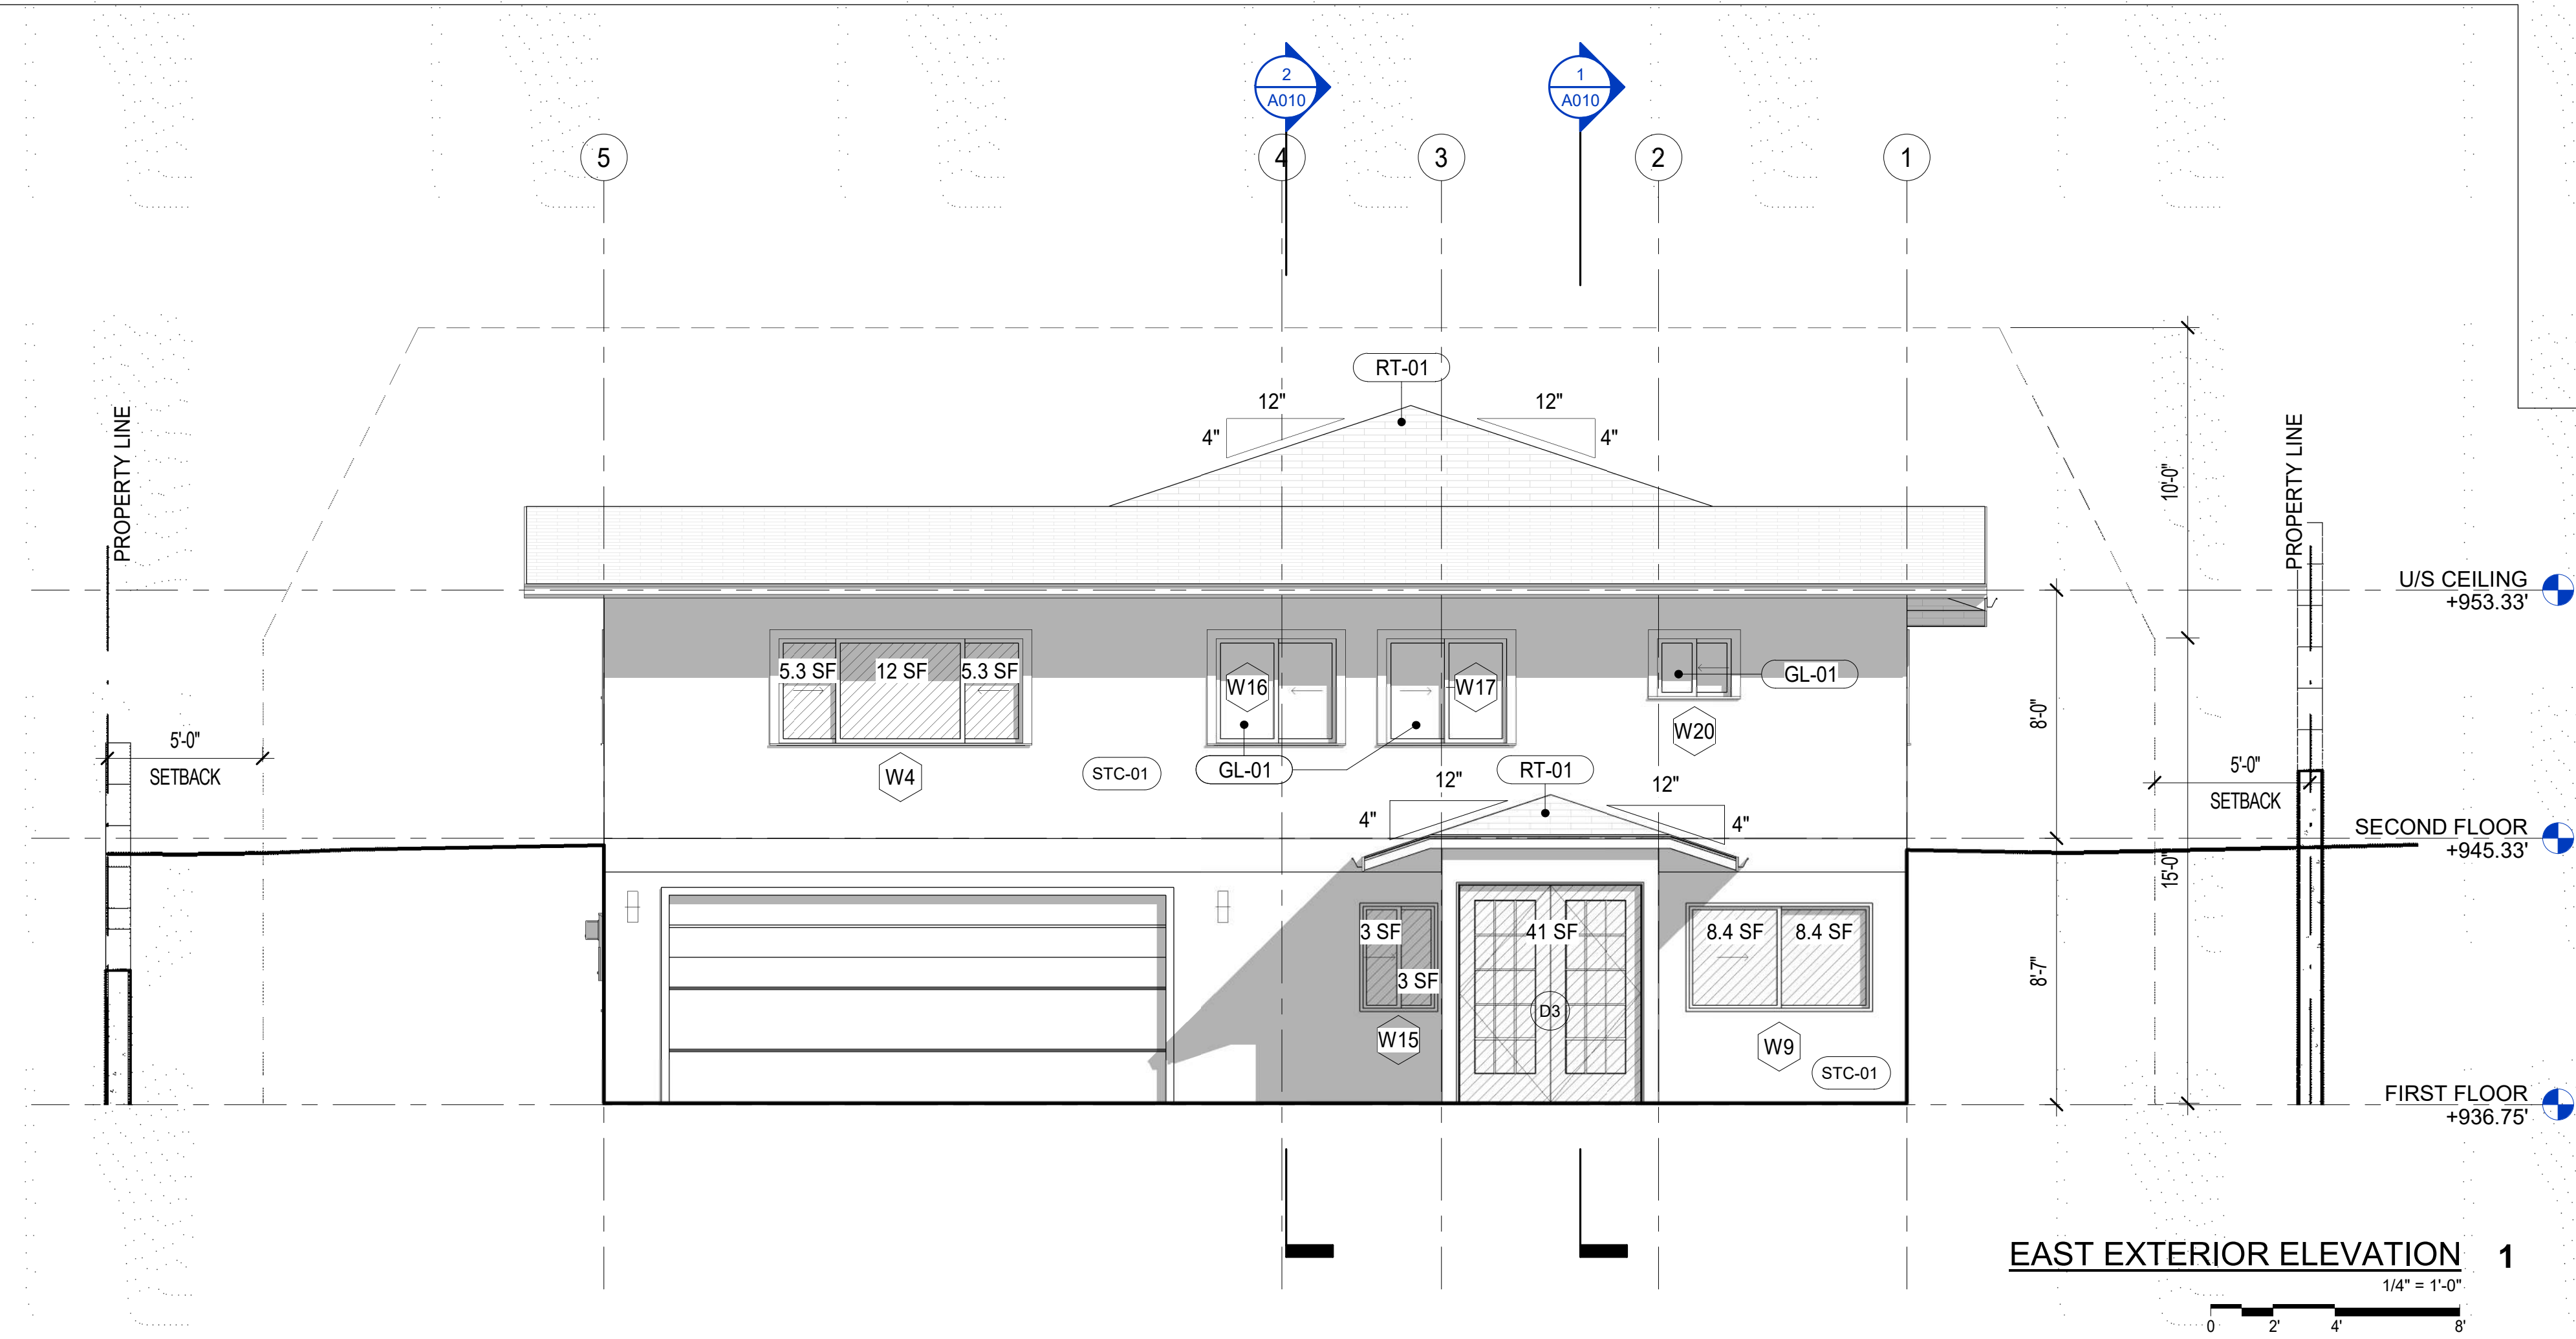 2
A010
1
A010
5
4
3
2
1
RT-01
12"
12"
4"
4"
PROPERTY LINE
PROPERTY LINE
10'-0"
U/S CEILING
+953.33'
5.3 SF
12 SF
5.3 SF
W16
W17
GL-01
8'-0"
W20
5'-0"
SETBACK
W4
STC-01
GL-01
RT-01
12"
12"
4"
4"
5'-0"
SETBACK
SECOND FLOOR
+945.33'
15'-0"
3 SF
41 SF
8.4 SF
8.4 SF
3 SF
8'-7"
D3
W15
W9
STC-01
FIRST FLOOR
+936.75'
EAST EXTERIOR ELEVATION 1
1/4" = 1'-0"
0 2' 4' 8'